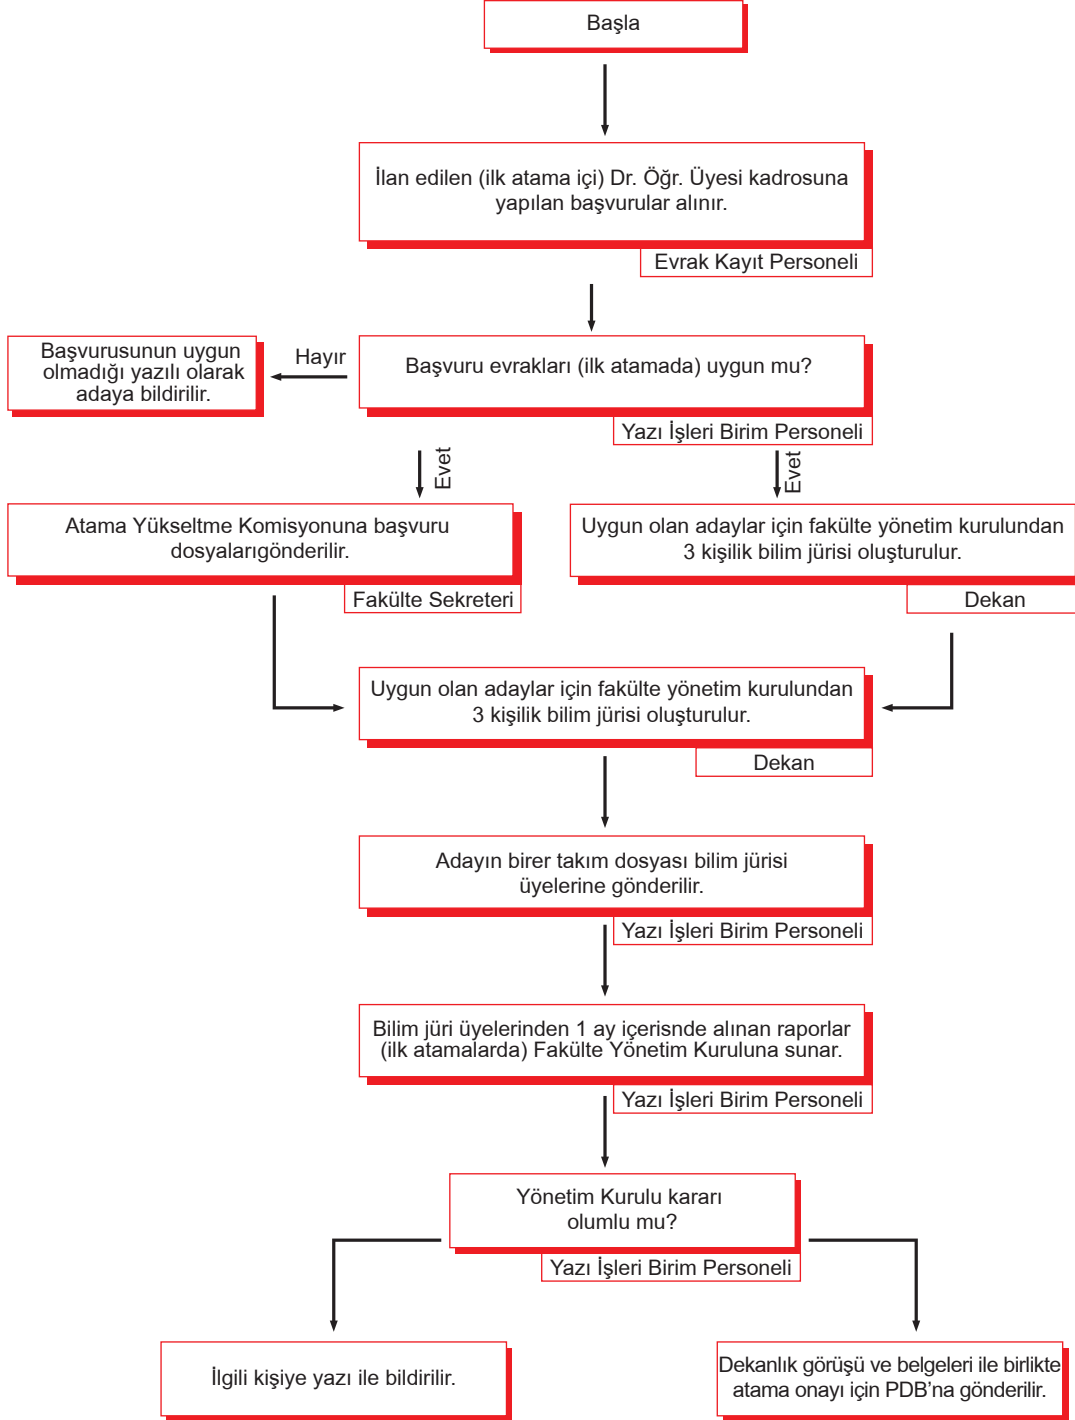 Başla
İlan edilen (ilk atama içi) Dr. Öğr. Üyesi kadrosuna
yapılan başvurular alınır.
Evrak Kayıt Personeli
Başvurusunun uygun
olmadığı yazılı olarak
adaya bildirilir.
Hayır
Başvuru evrakları (ilk atamada) uygun mu?
Yazı İşleri Birim Personeli
Evet
Evet
Atama Yükseltme Komisyonuna başvuru
dosyalarıgönderilir.
Fakülte Sekreteri
Uygun olan adaylar için fakülte yönetim kurulundan
3 kişilik bilim jürisi oluşturulur.
Dekan
Uygun olan adaylar için fakülte yönetim kurulundan
3 kişilik bilim jürisi oluşturulur.
Dekan
Adayın birer takım dosyası bilim jürisi
üyelerine gönderilir.
Yazı İşleri Birim Personeli
Bilim jüri üyelerinden 1 ay içerisnde alınan raporlar
(ilk atamalarda) Fakülte Yönetim Kuruluna sunar.
Yazı İşleri Birim Personeli
Yönetim Kurulu kararı
olumlu mu?
Yazı İşleri Birim Personeli
İlgili kişiye yazı ile bildirilir.
Dekanlık görüşü ve belgeleri ile birlikte
atama onayı için PDB'na gönderilir.